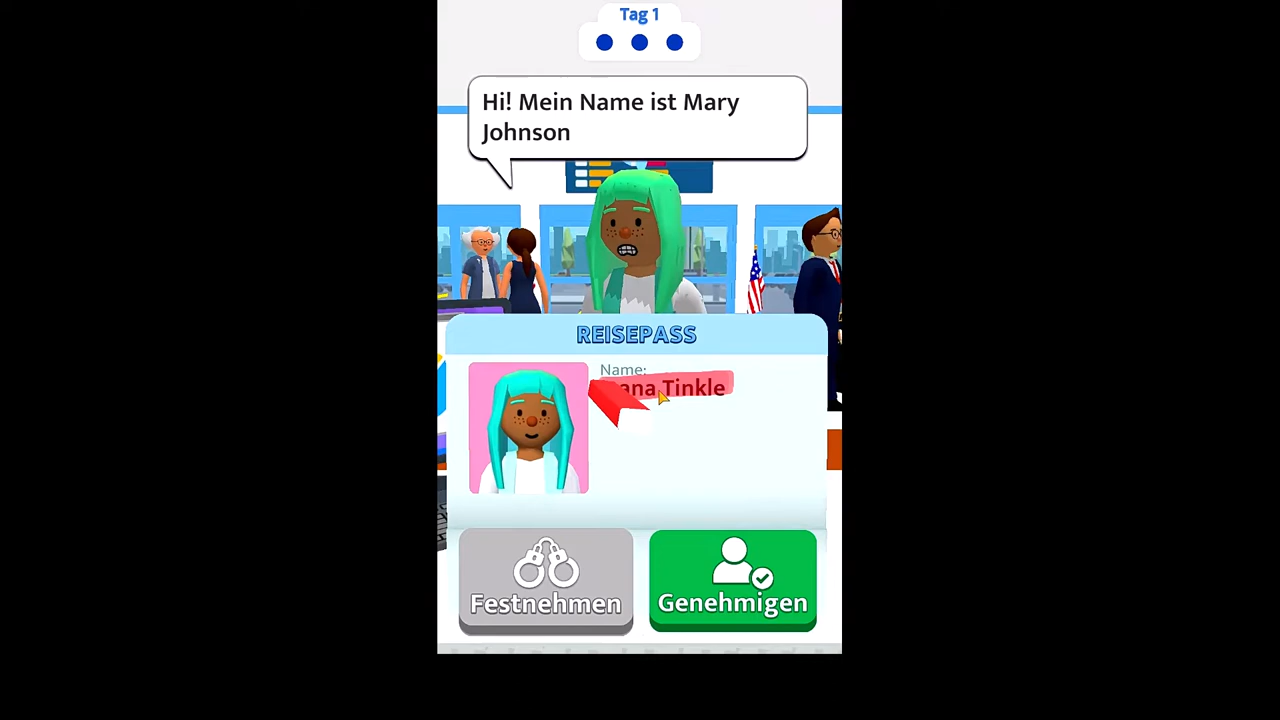 Tag 1
Hi! Mein Name ist Mary
Johnson
REISEPASS
Name:
Tinkle
Festnehmen
Genehmigen